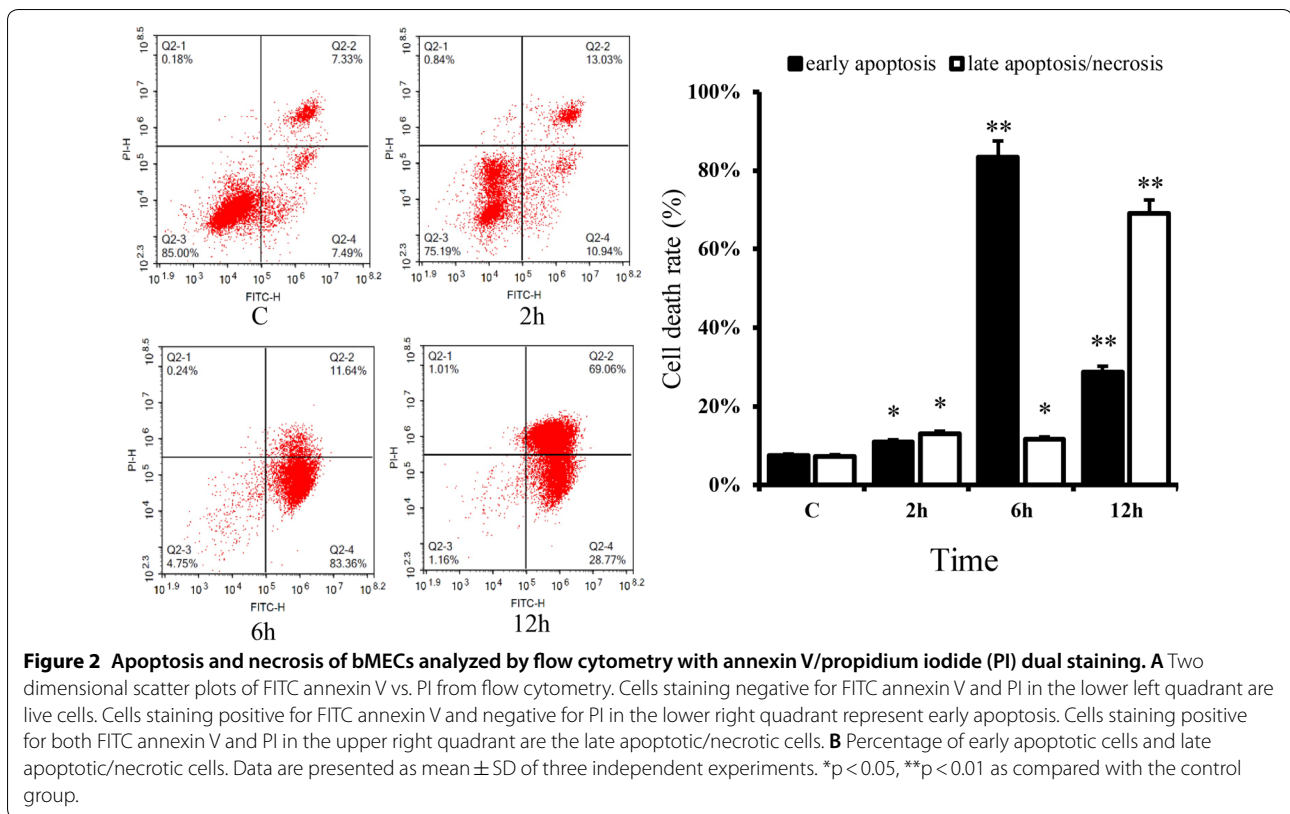 Q2-1
0.18%
Q2-2
7.33%
Q2-3
85.00%
Q2-4
7.49%
PI-H
10^8.5
10^7
10^6
10^5
10^4
10^2.3
10^1.9 10^3 10^4 10^5 10^6 10^8.2
FITC-H
C
Q2-1
0.84%
Q2-2
13.03%
Q2-3
75.19%
Q2-4
10.94%
PI-H
10^8.5
10^7
10^6
10^5
10^4
10^2.3
10^1.9 10^3 10^4 10^5 10^6 10^8.2
FITC-H
2h
Q2-1
0.24%
Q2-2
11.64%
Q2-3
4.75%
Q2-4
83.36%
PI-H
10^8.5
10^7
10^6
10^5
10^4
10^2.3
10^1.9 10^3 10^4 10^5 10^6 10^8.2
FITC-H
6h
Q2-1
1.01%
Q2-2
69.06%
Q2-3
1.16%
Q2-4
28.77%
PI-H
10^8.5
10^7
10^6
10^5
10^4
10^2.3
10^1.9 10^3 10^4 10^5 10^6 10^8.2
FITC-H
12h
early apoptosis late apoptosis/necrosis
100%
80%
60%
40%
20%
0%
Cell death rate (%)
* * ** * ** **
C 2h 6h 12h
Time
Figure 2 Apoptosis and necrosis of bMECs analyzed by flow cytometry with annexin V/propidium iodide (PI) dual staining. A Two
dimensional scatter plots of FITC annexin V vs. PI from flow cytometry. Cells staining negative for FITC annexin V and PI in the lower left quadrant are
live cells. Cells staining positive for FITC annexin V and negative for PI in the lower right quadrant represent early apoptosis. Cells staining positive
for both FITC annexin V and PI in the upper right quadrant are the late apoptotic/necrotic cells. B Percentage of early apoptotic cells and late
apoptotic/necrotic cells. Data are presented as mean ± SD of three independent experiments. *p < 0.05, **p < 0.01 as compared with the control
group.